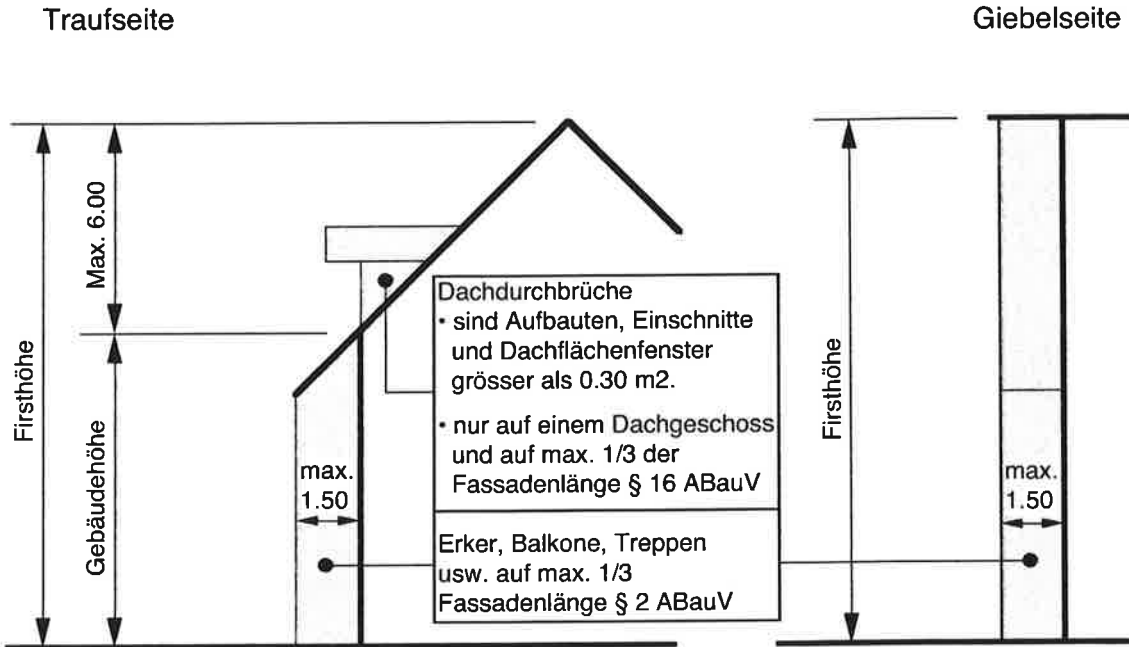 Traufseite
Giebelseite
Firsthöhe
Max. 6.00
Gebäudehöhe
max.
1.50
Dachdurchbrüche
• sind Aufbauten, Einschnitte
und Dachflächenfenster
grösser als 0.30 m2.
• nur auf einem Dachgeschoss
und auf max. 1/3 der
Fassadenlänge § 16 ABauV
Erker, Balkone, Treppen
usw. auf max. 1/3
Fassadenlänge § 2 ABauV
Firsthöhe
max.
1.50